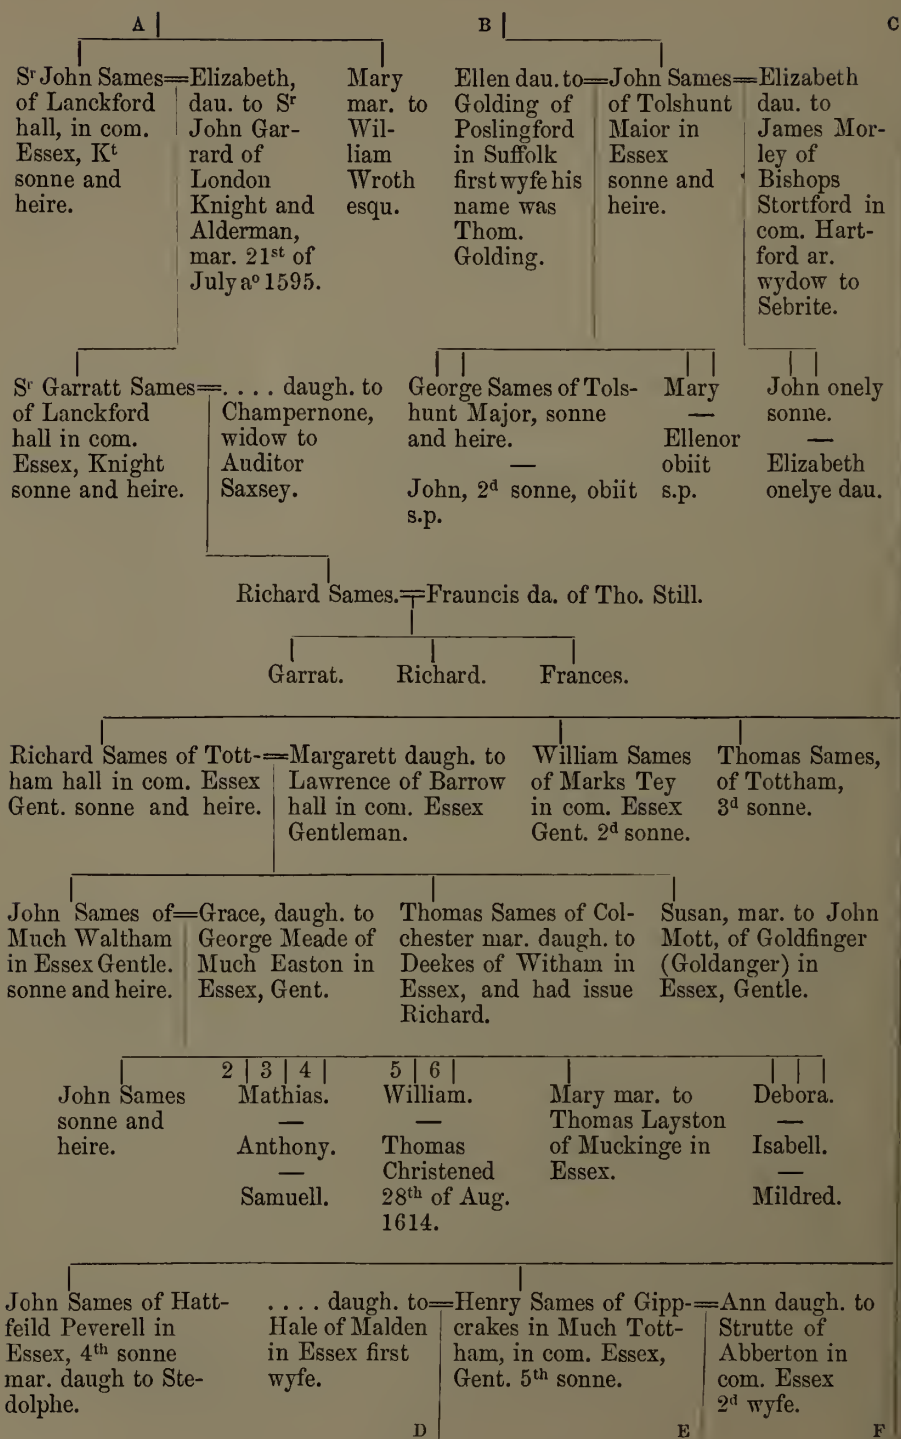 A B C
Sʳ John Sames=Elizabeth,
of Lanckford dau. to Sʳ
hall, in com. John Gar-
Essex, Kᵗ rard of
sonne and London
heire. Knight and
Alderman,
mar. 21ˢᵗ of
July aᵒ 1595.
Mary
mar. to
Wil-
liam
Wroth
esqu.
Ellen dau. to=John Sames=Elizabeth
Golding of of Tolshunt dau. to
Poslingford Maior in James Mor-
in Suffolk Essex ley of
first wyfe his sonne and Bishops
name was heire. Stortford in
Thom. com. Hart-
Golding. ford ar.
wydow to
Sebrite.
Sʳ Garratt Sames=. . . . daugh. to
of Lanckford Champernone,
hall in com. widow to
Essex, Knight Auditor
sonne and heire. Saxsey.
George Sames of Tols-
hunt Major, sonne
and heire.
—
John, 2ᵈ sonne, obiit
s.p.
Mary
—
Ellenor
obiit
s.p.
John onely
sonne.
—
Elizabeth
onelye dau.
Richard Sames.=Frauncis da. of Tho. Still.
Garrat. Richard. Frances.
Richard Sames of Tott-=Margarett daugh. to
ham hall in com. Essex Lawrence of Barrow
Gent. sonne and heire. hall in com. Essex
Gentleman.
William Sames
of Marks Tey
in com. Essex
Gent. 2ᵈ sonne.
Thomas Sames,
of Tottham,
3ᵈ sonne.
John Sames of=Grace, daugh. to
Much Waltham George Meade of
in Essex Gentle. Much Easton in
sonne and heire. Essex, Gent.
Thomas Sames of Col-
chester mar. daugh. to
Deekes of Witham in
Essex, and had issue
Richard.
Susan, mar. to John
Mott, of Goldfinger
(Goldanger) in
Essex, Gentle.
John Sames
sonne and
heire.
2 | 3 | 4 |
Mathias.
—
Anthony.
—
Samuell.
5 | 6 |
William.
—
Thomas
Christened
28ᵗʰ of Aug.
1614.
Mary mar. to
Thomas Layston
of Muckinge in
Essex.
Debora.
—
Isabell.
—
Mildred.
John Sames of Hatt-
feild Peverell in
Essex, 4ᵗʰ sonne
mar. daugh to Ste-
dolphe.
. . . . daugh. to=Henry Sames of Gipp-=Ann daugh. to
Hale of Malden crakes in Much Tott- Strutte of
in Essex first ham, in com. Essex, Abberton in
wyfe. Gent. 5ᵗʰ sonne. com. Essex
2ᵈ wyfe.
D E F